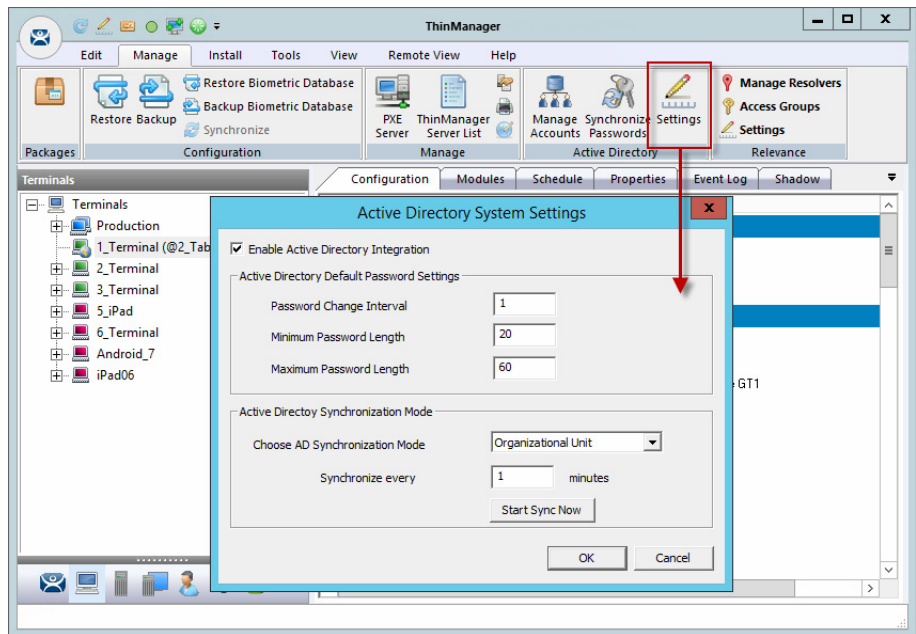 ThinManager
Edit Manage Install Tools View Remote View Help
Restore Backup
Restore Biometric Database
Backup Biometric Database
Synchronize
PXE Server
ThinManager Server List
Manage Accounts
Synchronize Passwords
Settings
Manage Resolvers
Access Groups
Settings
Packages Configuration Manage Active Directory Relevance
Terminals
Configuration Modules Schedule Properties Event Log Shadow
Terminals
Production
1_Terminal (@2_Tab
2_Terminal
3_Terminal
5_iPad
6_Terminal
Android_7
iPad06
Active Directory System Settings
x
Enable Active Directory Integration
Active Directory Default Password Settings
Password Change Interval 1
Minimum Password Length 20
Maximum Password Length 60
Active Directoy Synchronization Mode
Choose AD Synchronization Mode Organizational Unit
Synchronize every 1 minutes
Start Sync Now
OK Cancel
GT1